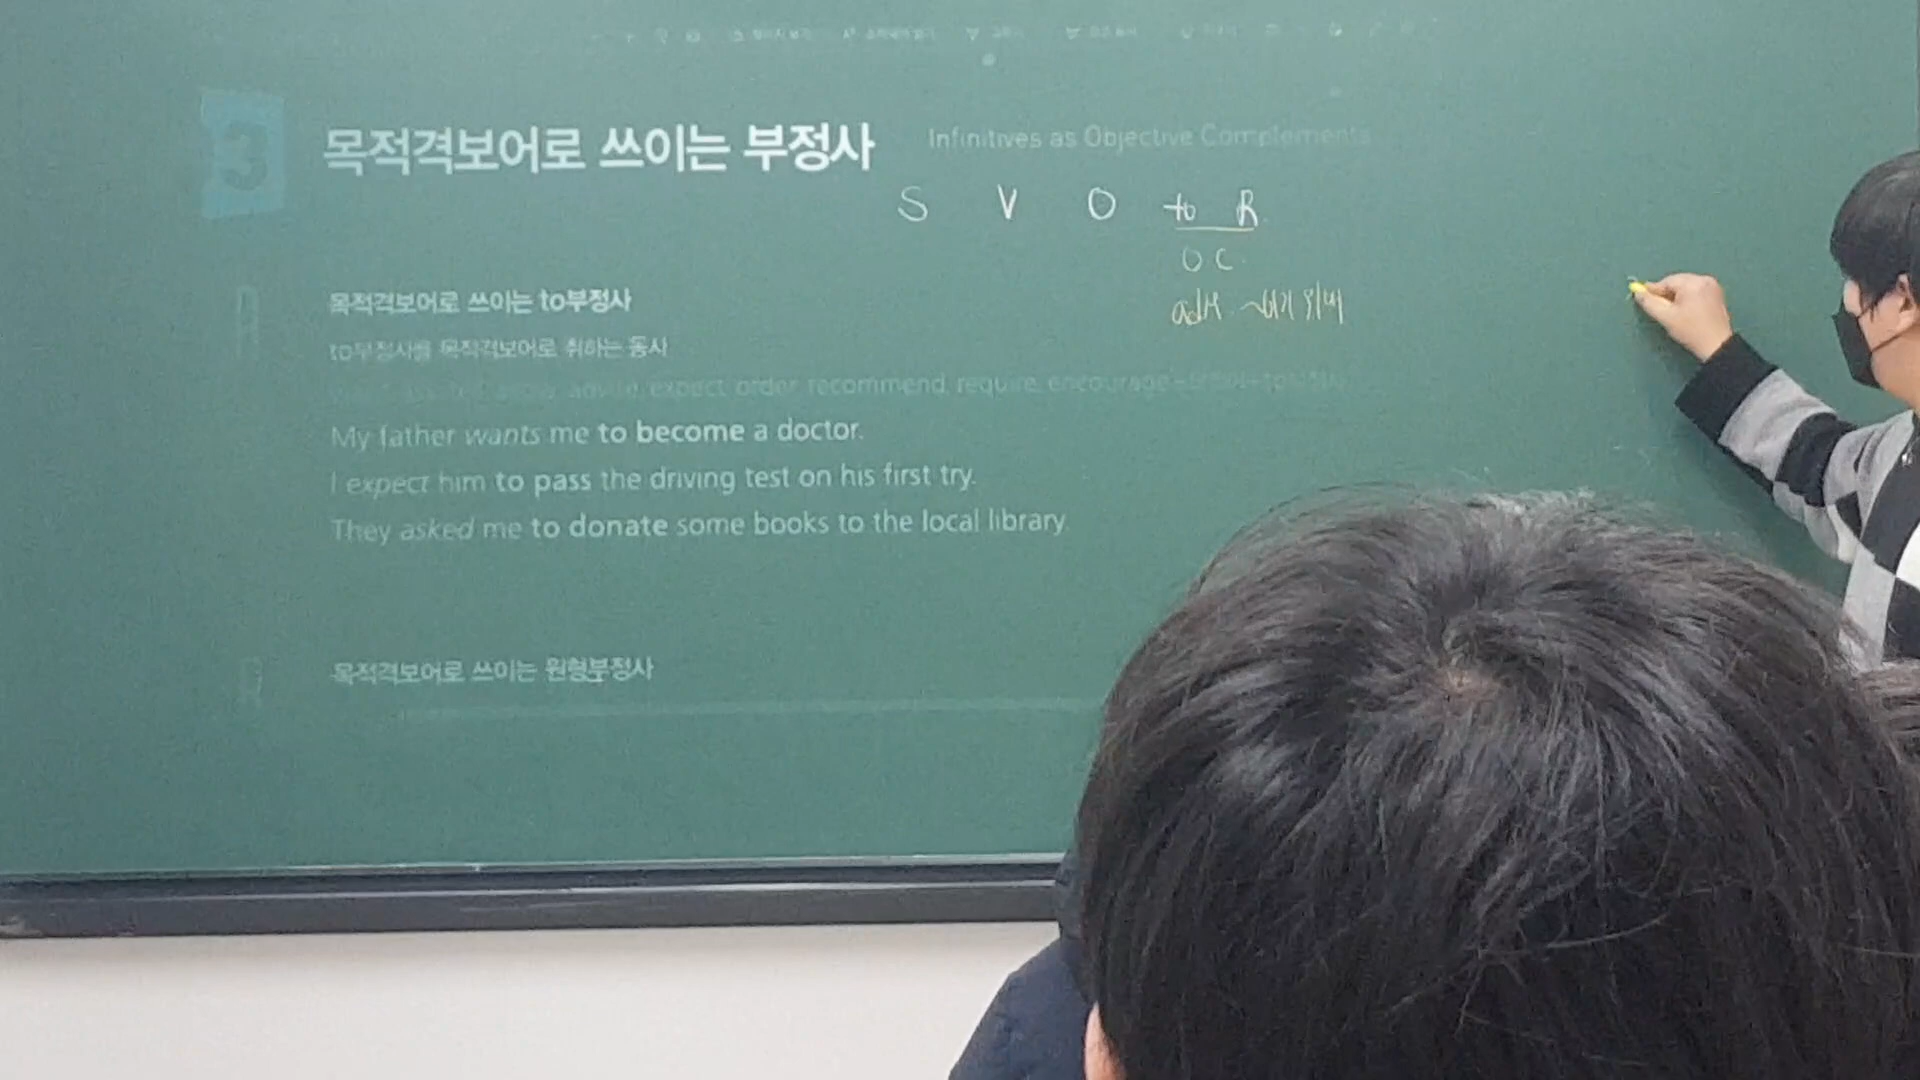 3 목적격보어로 쓰이는 부정사 Infinitives as Objective Complements
S V O to R
O C
A 목적격보어로 쓰이는 to부정사
adv. ~하기 위해
to부정사를 목적격보어로 취하는 동사
advise expect order recommend require encourage
My father wants me to become a doctor.
I expect him to pass the driving test on his first try.
They asked me to donate some books to the local library.
목적격보어로 쓰이는 원형부정사